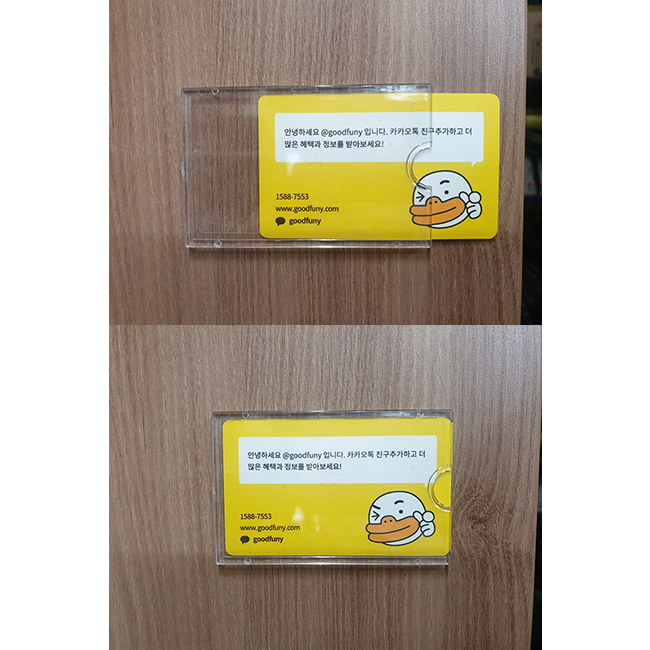 안녕하세요 @goodfuny 입니다. 카카오톡 친구추가하고 더
많은 혜택과 정보를 받아보세요!
1588-7553
www.goodfuny.com
goodfuny
안녕하세요 @goodfuny 입니다. 카카오톡 친구추가하고 더
많은 혜택과 정보를 받아보세요!
1588-7553
www.goodfuny.com
goodfuny